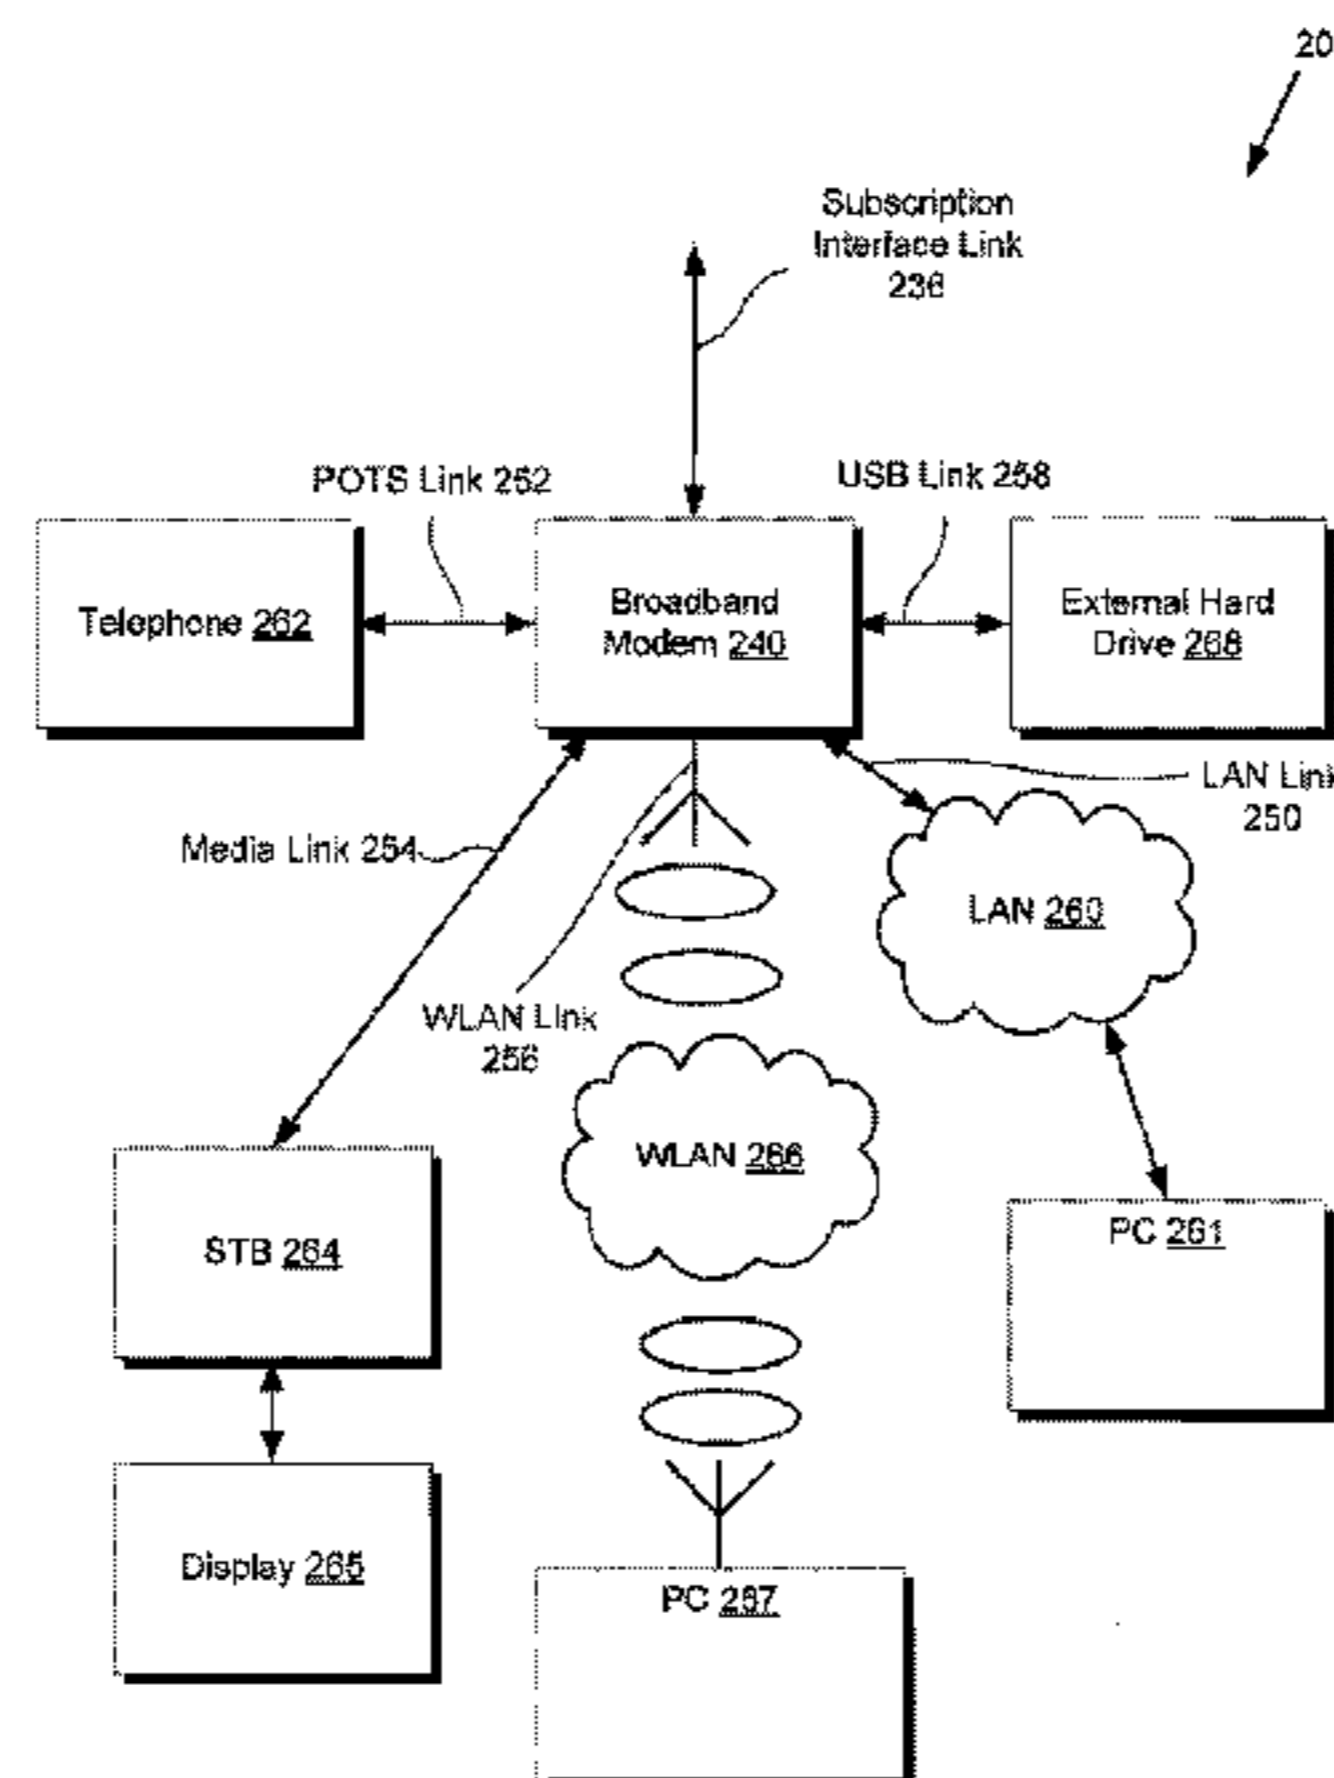 20
Subscription
Interface Link
236
POTS Link 252
USB Link 258
Telephone 262
Broadband
Modem 240
External Hard
Drive 268
LAN Link
250
Media Link 254
LAN 260
WLAN Link
256
WLAN 266
STB 264
PC 261
Display 265
PC 267